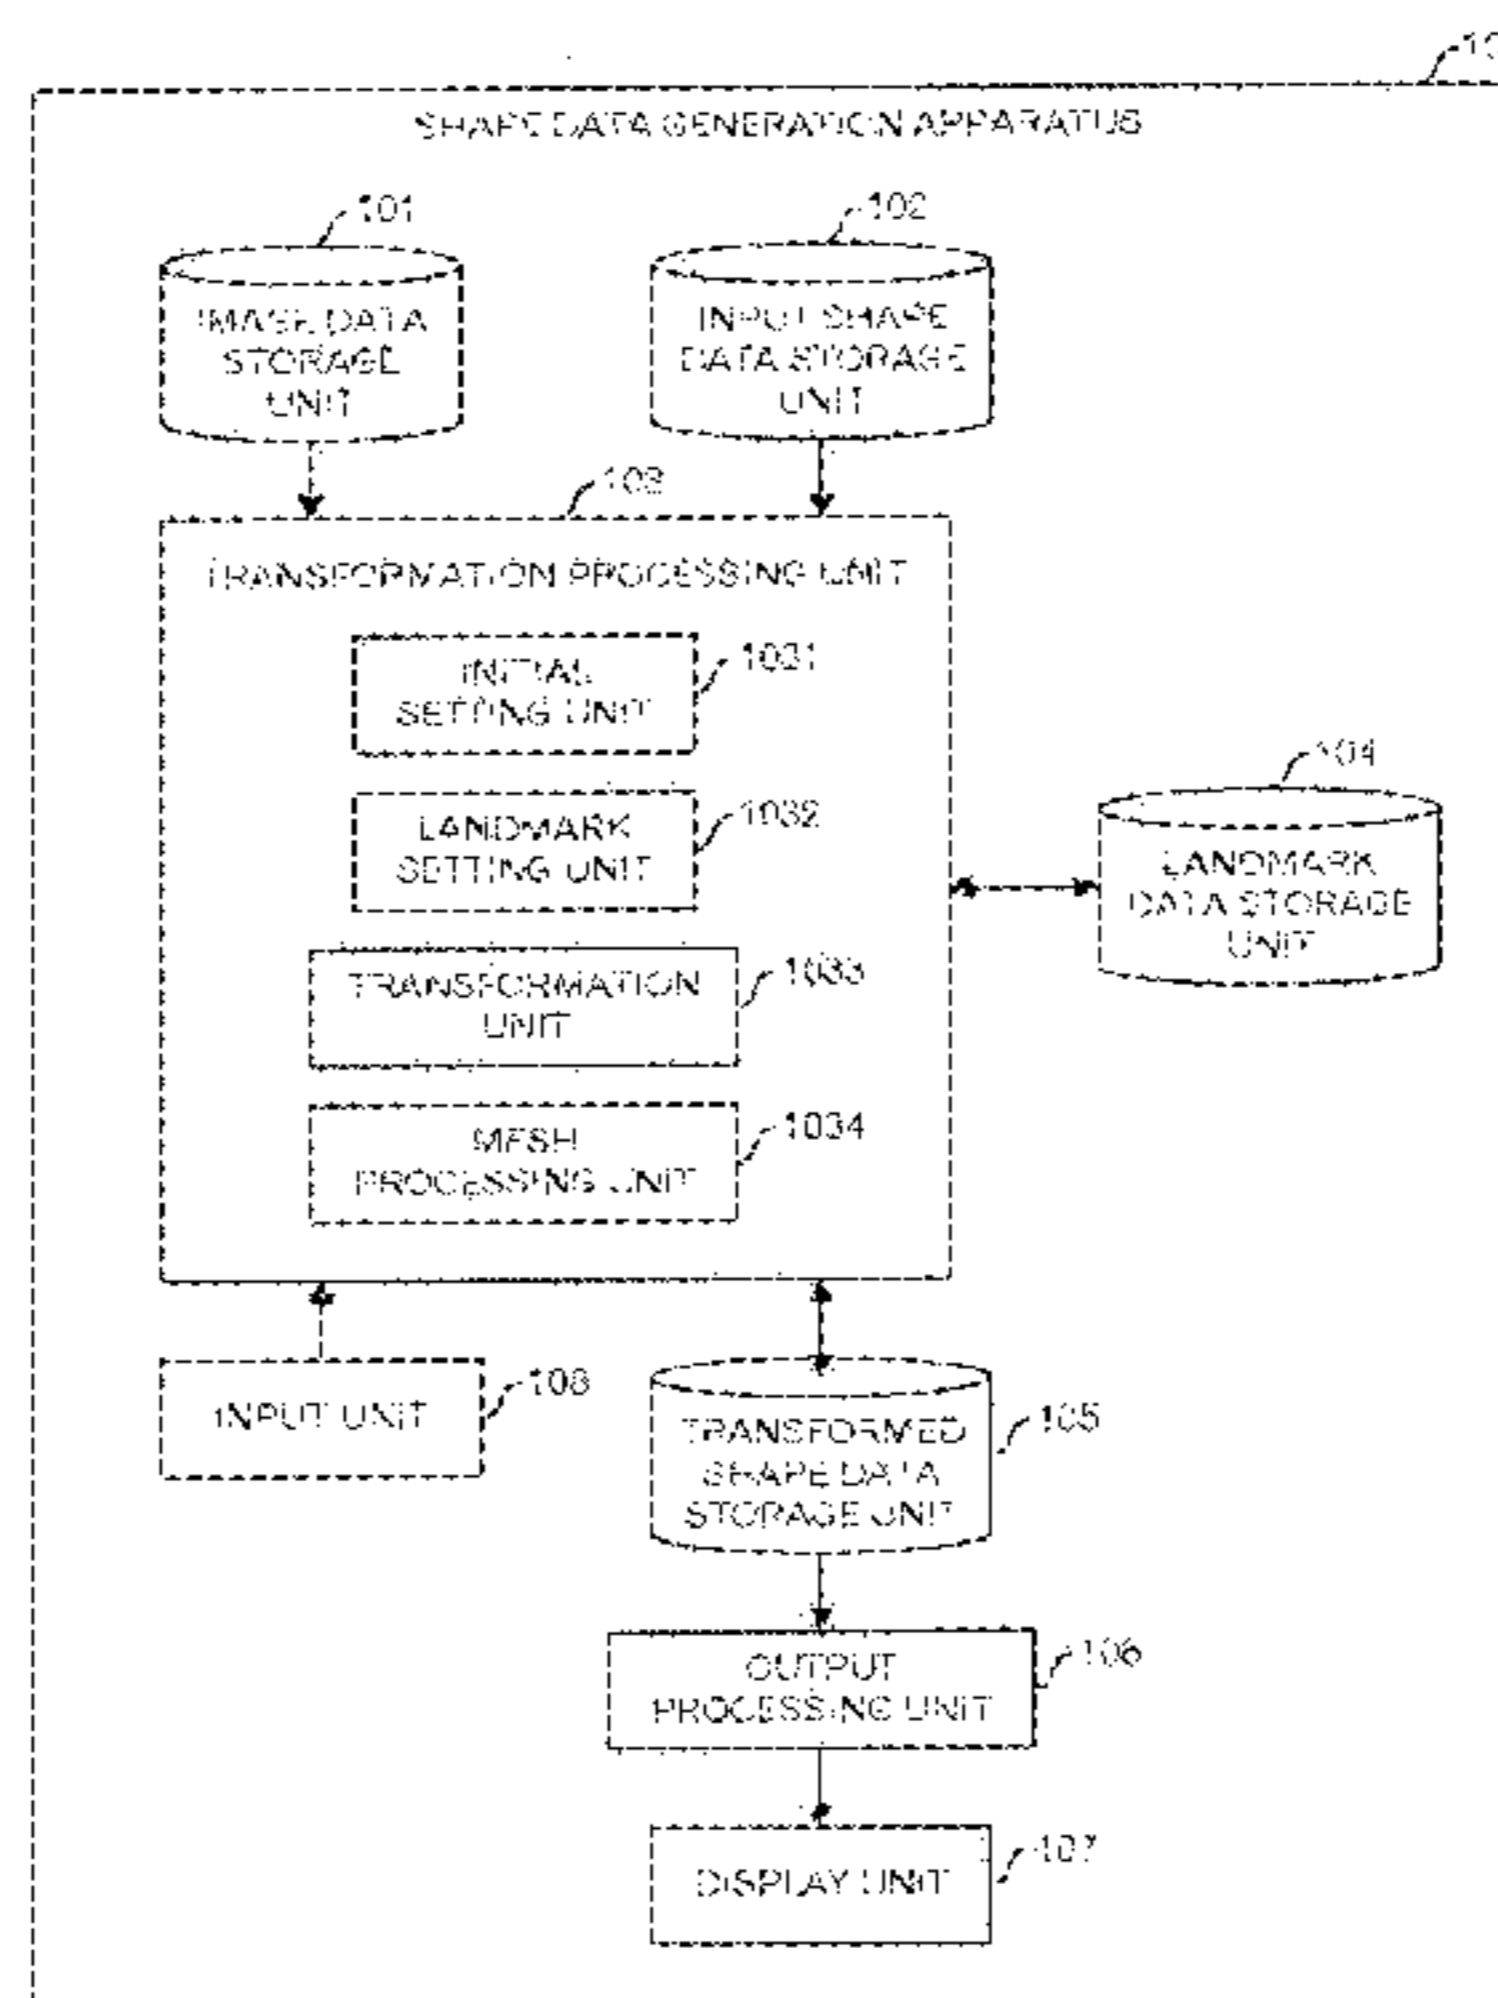 SHAPE DATA GENERATION APPARATUS
101
102
IMAGE DATA
STORAGE
UNIT
INPUT SHAPE
DATA STORAGE
UNIT
103
TRANSFORMATION PROCESSING UNIT
INITIAL
SETTING UNIT
1031
LANDMARK
SETTING UNIT
1032
104
LANDMARK
DATA STORAGE
UNIT
TRANSFORMATION
UNIT
1033
MESH
PROCESSING UNIT
1034
INPUT UNIT
108
TRANSFORMED
SHAPE DATA
STORAGE UNIT
105
OUTPUT
PROCESSING UNIT
106
DISPLAY UNIT
107